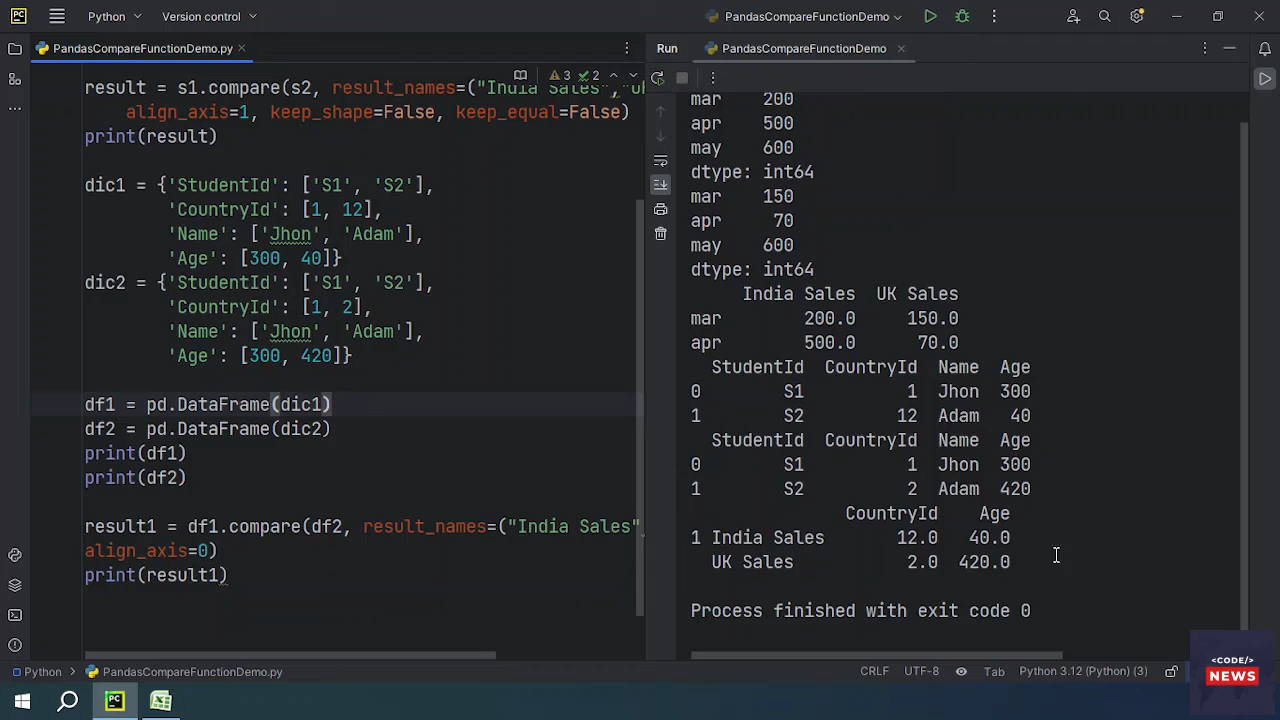 Python
Version control
PandasCompareFunctionDemo
PandasCompareFunctionDemo.py
Run
PandasCompareFunctionDemo
3
2
result = s1.compare(s2, result_names=("India Sales",
align_axis=1, keep_shape=False, keep_equal=False)
print(result)
dic1 = {'StudentId': ['S1', 'S2'],
'CountryId': [1, 12],
'Name': ['Jhon', 'Adam'],
'Age': [300, 40]}
dic2 = {'StudentId': ['S1', 'S2'],
'CountryId': [1, 2],
'Name': ['Jhon', 'Adam'],
'Age': [300, 420]}
df1 = pd.DataFrame(dic1)
df2 = pd.DataFrame(dic2)
print(df1)
print(df2)
result1 = df1.compare(df2, result_names=("India Sales"
align_axis=0)
print(result1)
mar 200
apr 500
may 600
dtype: int64
mar 150
apr 70
may 600
dtype: int64
India Sales UK Sales
mar 200.0 150.0
apr 500.0 70.0
StudentId CountryId Name Age
0 S1 1 Jhon 300
1 S2 12 Adam 40
StudentId CountryId Name Age
0 S1 1 Jhon 300
1 S2 2 Adam 420
CountryId Age
1 India Sales 12.0 40.0
UK Sales 2.0 420.0
Process finished with exit code 0
Python
PandasCompareFunctionDemo.py
CRLF
UTF-8
Tab
Python 3.12 (Python) (3)
<CODE/>
NEWS